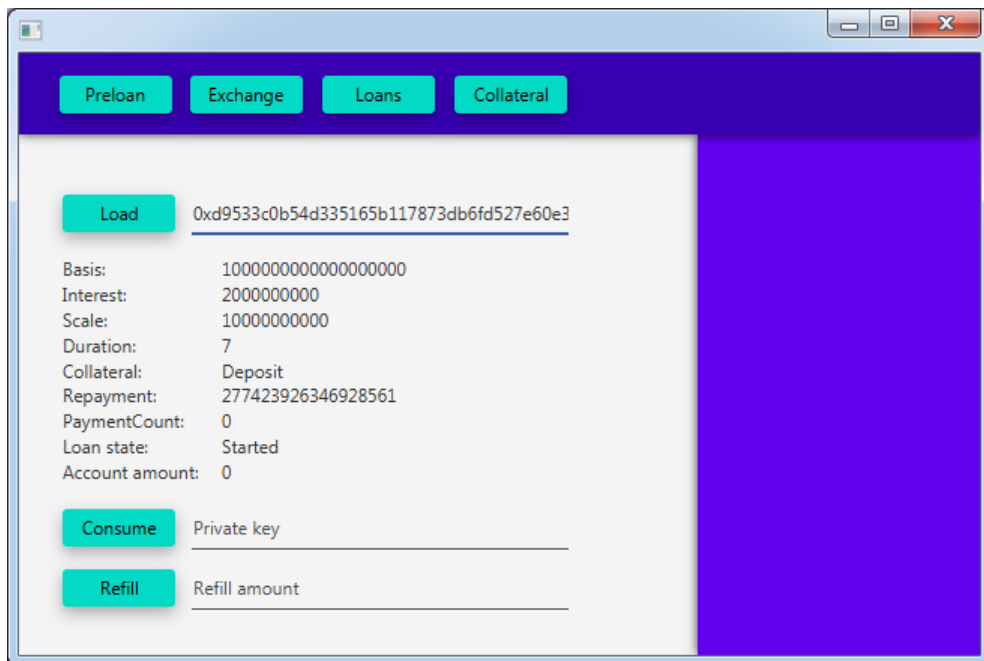 Preloan Exchange Loans Collateral
Load 0xd9533c0b54d335165b117873db6fd527e60e3
Basis: 1000000000000000000
Interest: 2000000000
Scale: 10000000000
Duration: 7
Collateral: Deposit
Repayment: 277423926346928561
PaymentCount: 0
Loan state: Started
Account amount: 0
Consume Private key
Refill Refill amount